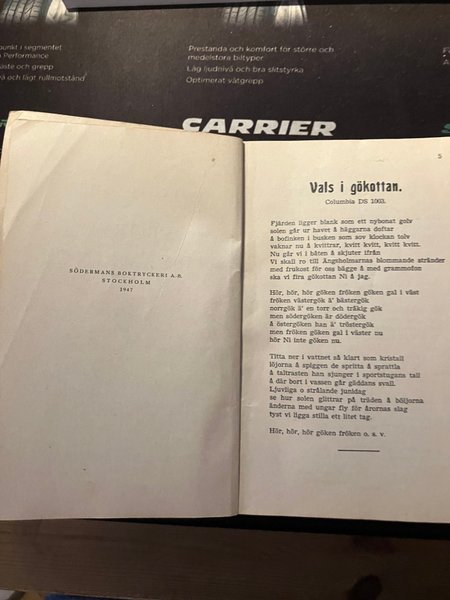 punkt i segmentet
Performance
aste och grepp
å och lågt rullmotstånd
Prestanda och komfort för större och
medelstora biltyper
Låg ljudnivå och bra slitstyrka
Optimerat våtgrepp
CARRIER
SÖDERMANS BOKTRYCKERI A.-B.
STOCKHOLM
1947
5
Vals i gökottan.
Columbia DS 1003.
Fjärden ligger blank som ett nybonat golv
solen går ur havet å häggarna doftar
å bofinken i busken som sov klockan tolv
vaknar nu å kvittrar, kvitt kvitt, kvitt kvitt.
Nu går vi i båten å skjuter ifrån
Vi skall ro till Ängsholmarnas blommande stränder
med frukost för oss bägge å med grammofon
ska vi fira gökottan Ni å jag.
Hör, hör, hör göken fröken göken gal i väst
fröken västergök ä' bästergök
norrgök ä' en torr och tråkig gök
men södergöken är dödergök
å östergöken han ä' tröstergök
men fröken göken gal i väster nu
hör Ni inte göken nu.
Titta ner i vattnet så klart som kristall
löjorna å spiggen de spritta å sprattla
å taltrasten han sjunger i sportstugans tall
å där bort i vassen går gäddans svall.
Ljuvliga o strålande junidag
se hur solen glittrar på träden å böljorna
änderna med ungar fly för årornas slag
tyst vi ligga stilla ett litet tag.
Hör, hör, hör göken fröken o. s. v.